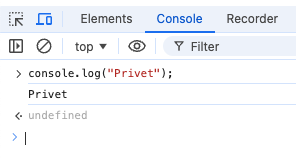 Elements Console Recorder
top Filter
console.log("Privet");
Privet
undefined